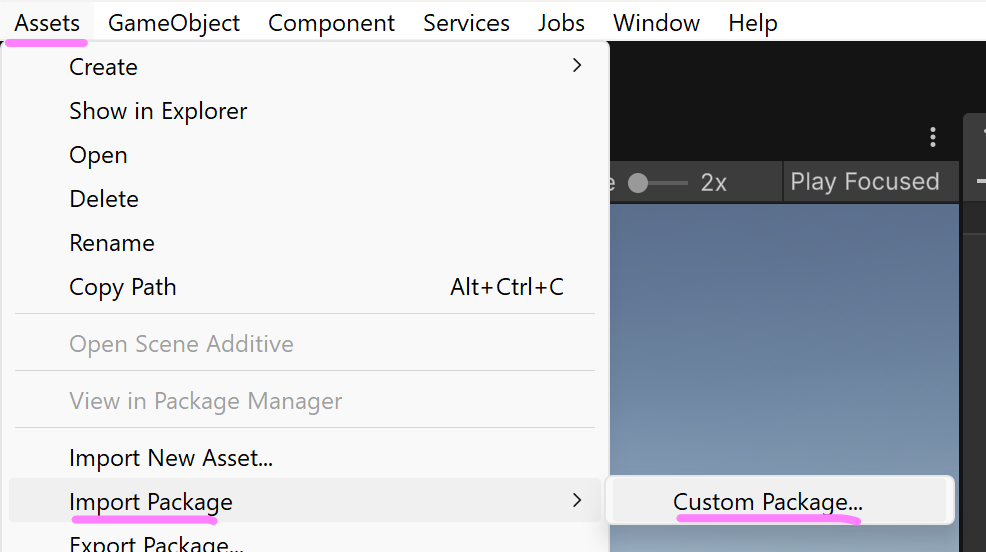 Assets GameObject Component Services Jobs Window Help
Create
Show in Explorer
Open
Delete
Rename
Copy Path Alt+Ctrl+C
2x Play Focused
Open Scene Additive
View in Package Manager
Import New Asset...
Import Package
Custom Package...
Export Package...